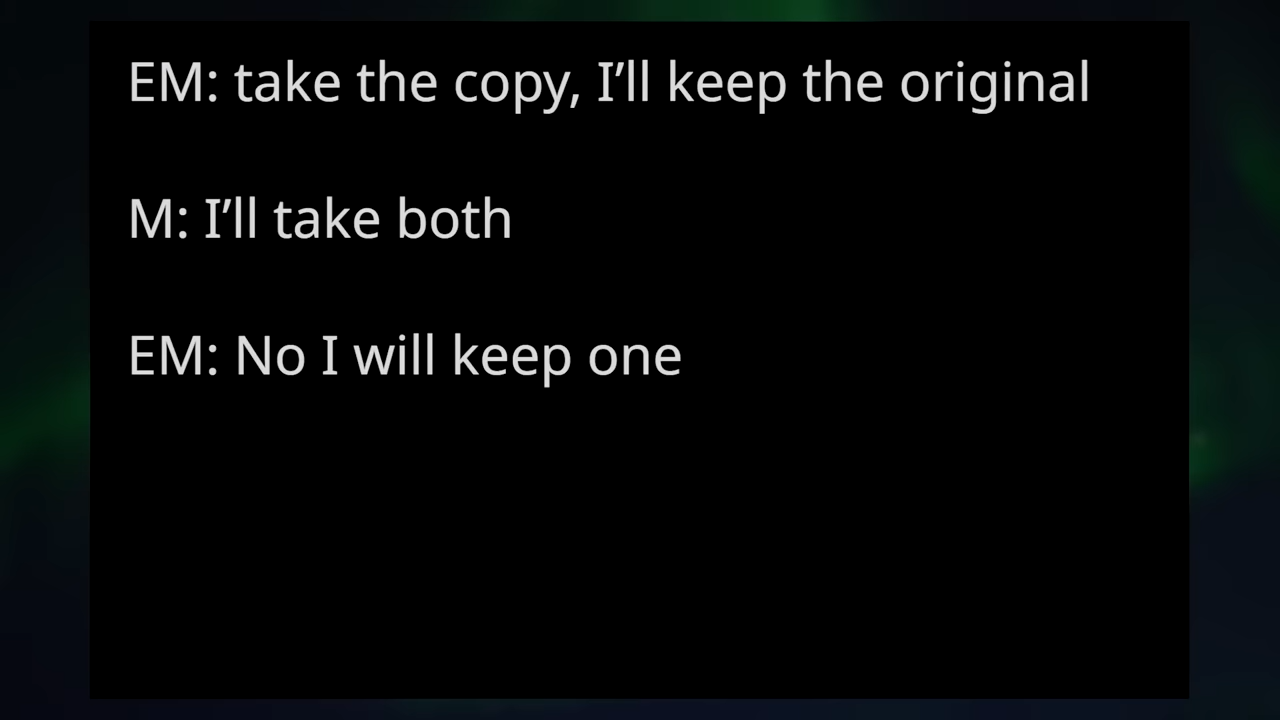 EM: take the copy, I’ll keep the original
M: I’ll take both
EM: No I will keep one